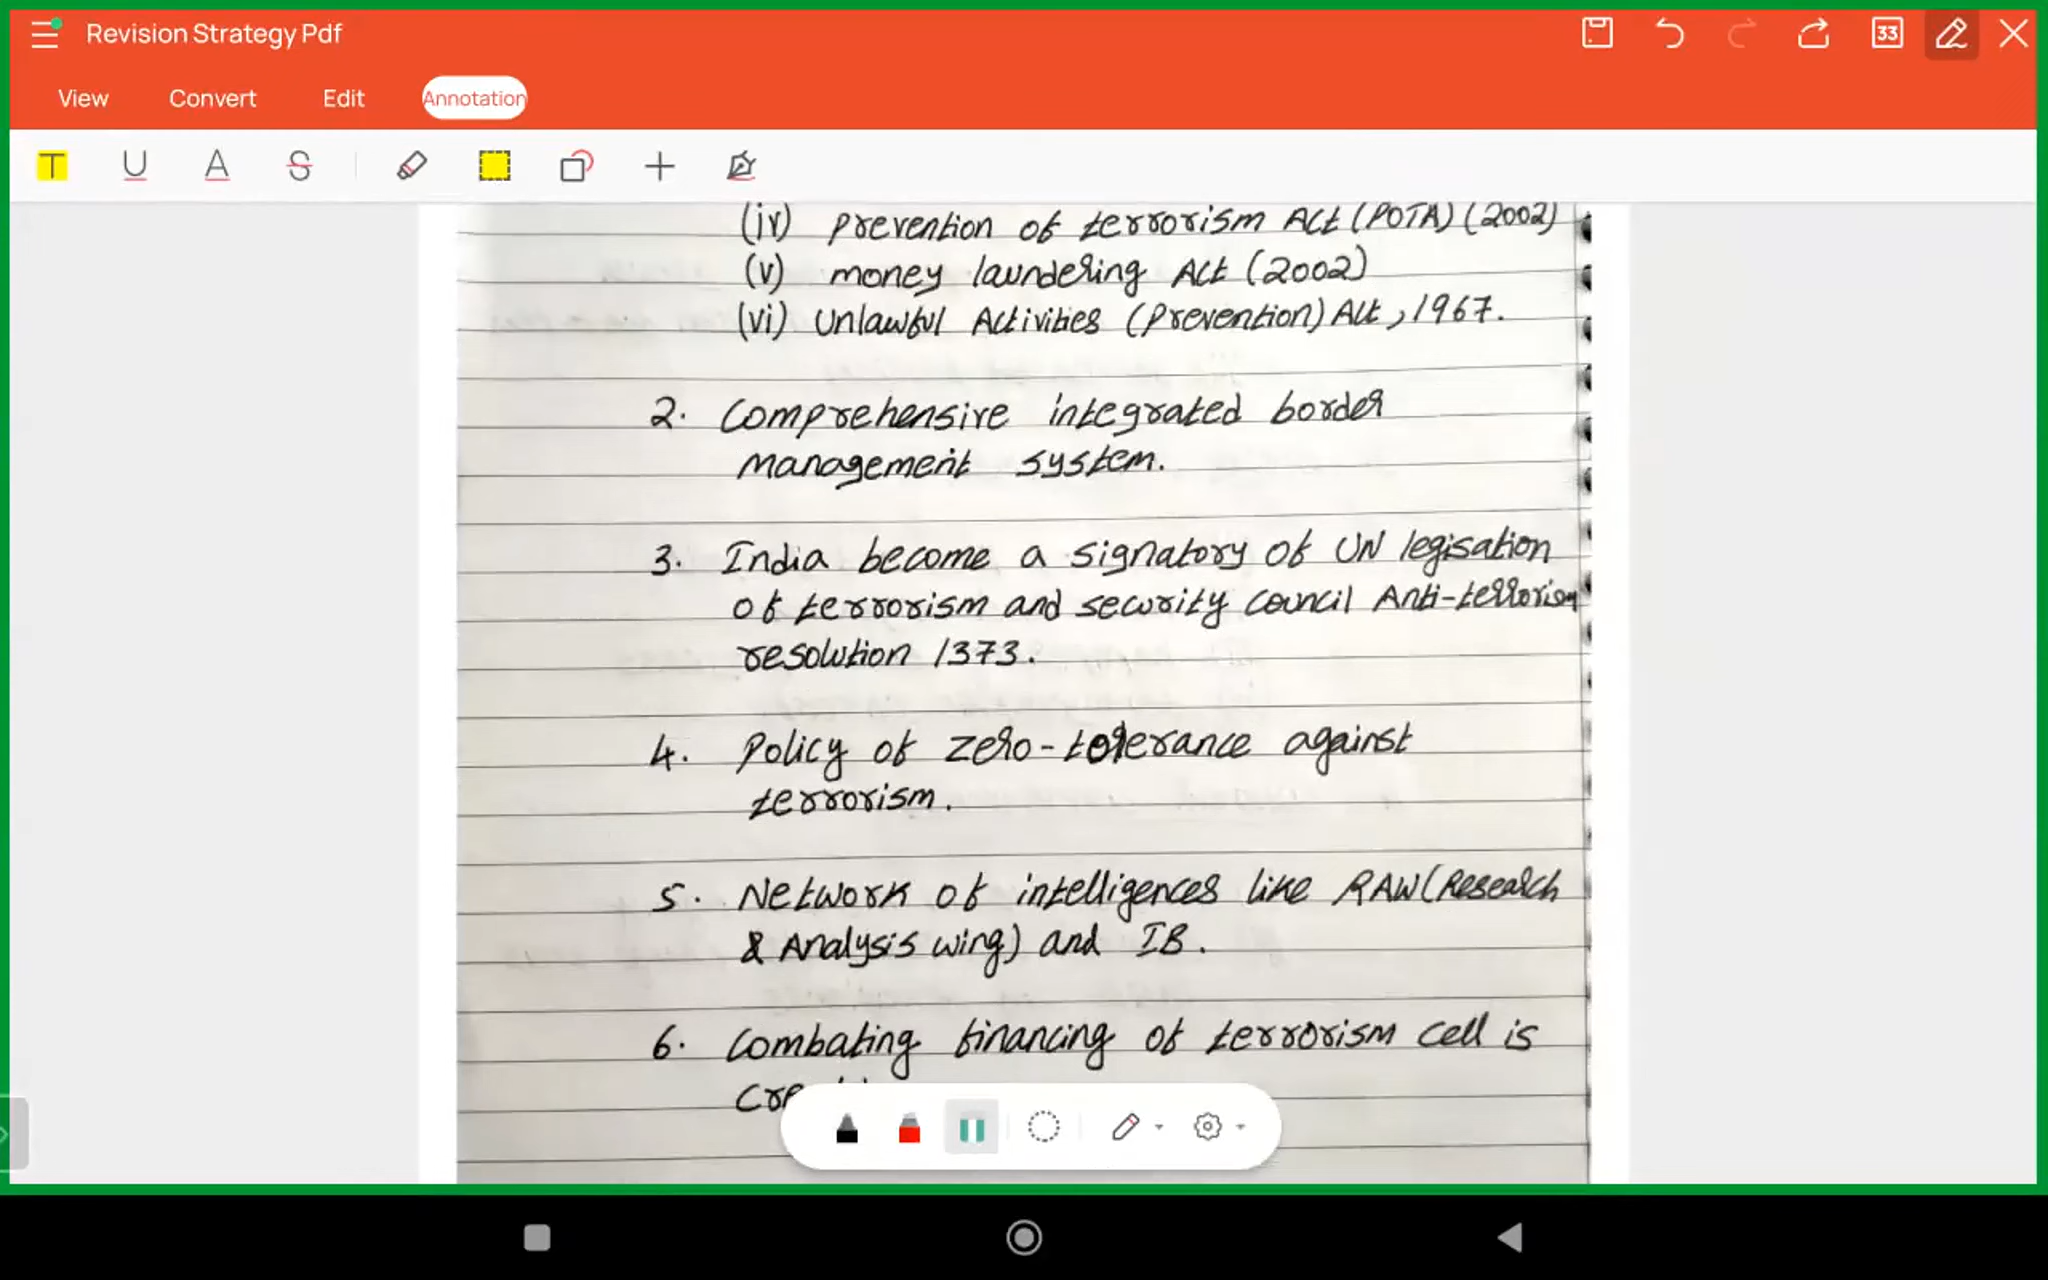 Revision Strategy Pdf
33
View Convert Edit Annotation
T U A S
(iv) prevention of terrorism Act (POTA) (2002)
(v) money laundering Act (2002)
(vi) Unlawful Activities (Prevention) Act, 1967.
2. Comprehensive integrated border
management system.
3. India become a signatory of UN legisation
of terrorism and security council Anti-terrorism
resolution 1373.
4. Policy of zero-tolerance against
terrorism.
5. Network of intelligences like RAW (Research
& Analysis wing) and IB.
6. Combating financing of terrorism cell is